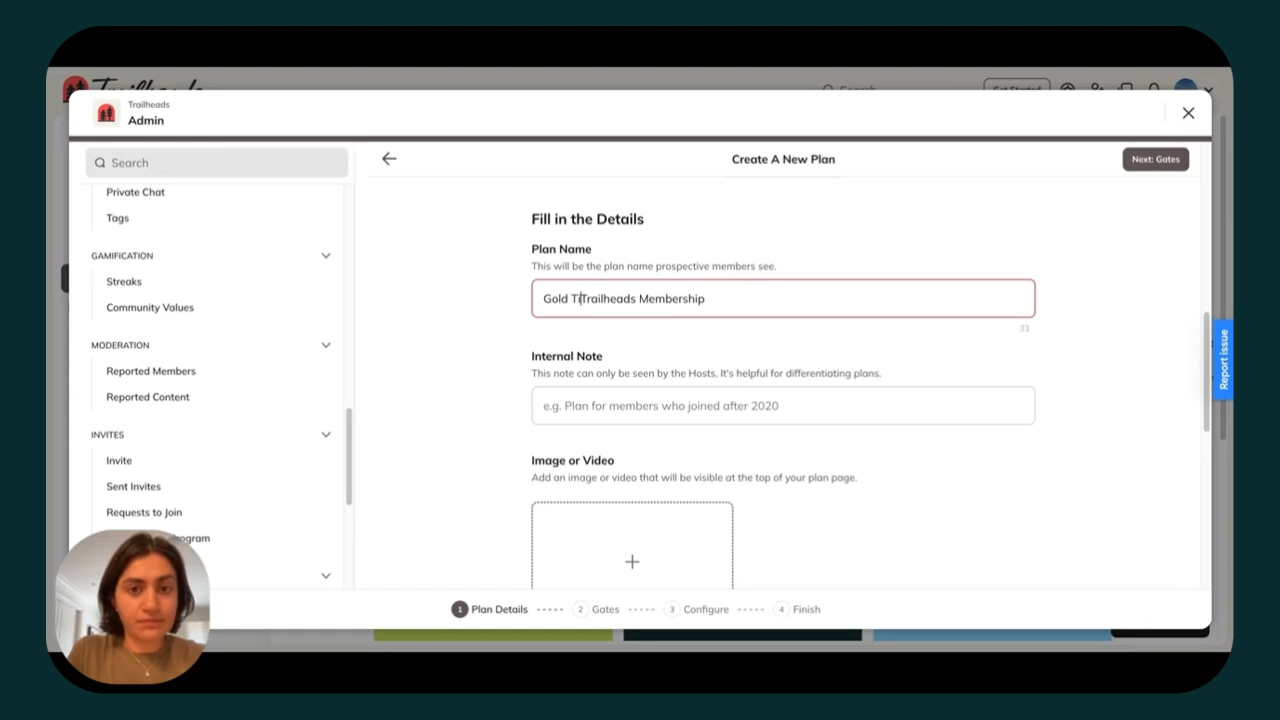 Trailheads
Search
Get Started
Trailheads
Admin
Search
Create A New Plan
Next: Gates
Private Chat
Tags
GAMIFICATION
Streaks
Community Values
MODERATION
Reported Members
Reported Content
INVITES
Invite
Sent Invites
Requests to Join
Fill in the Details
Plan Name
This will be the plan name prospective members see.
Gold TiTrailheads Membership
33
Internal Note
This note can only be seen by the Hosts. It's helpful for differentiating plans.
e.g. Plan for members who joined after 2020
Image or Video
Add an image or video that will be visible at the top of your plan page.
1 Plan Details
2 Gates
3 Configure
4 Finish
Report issue